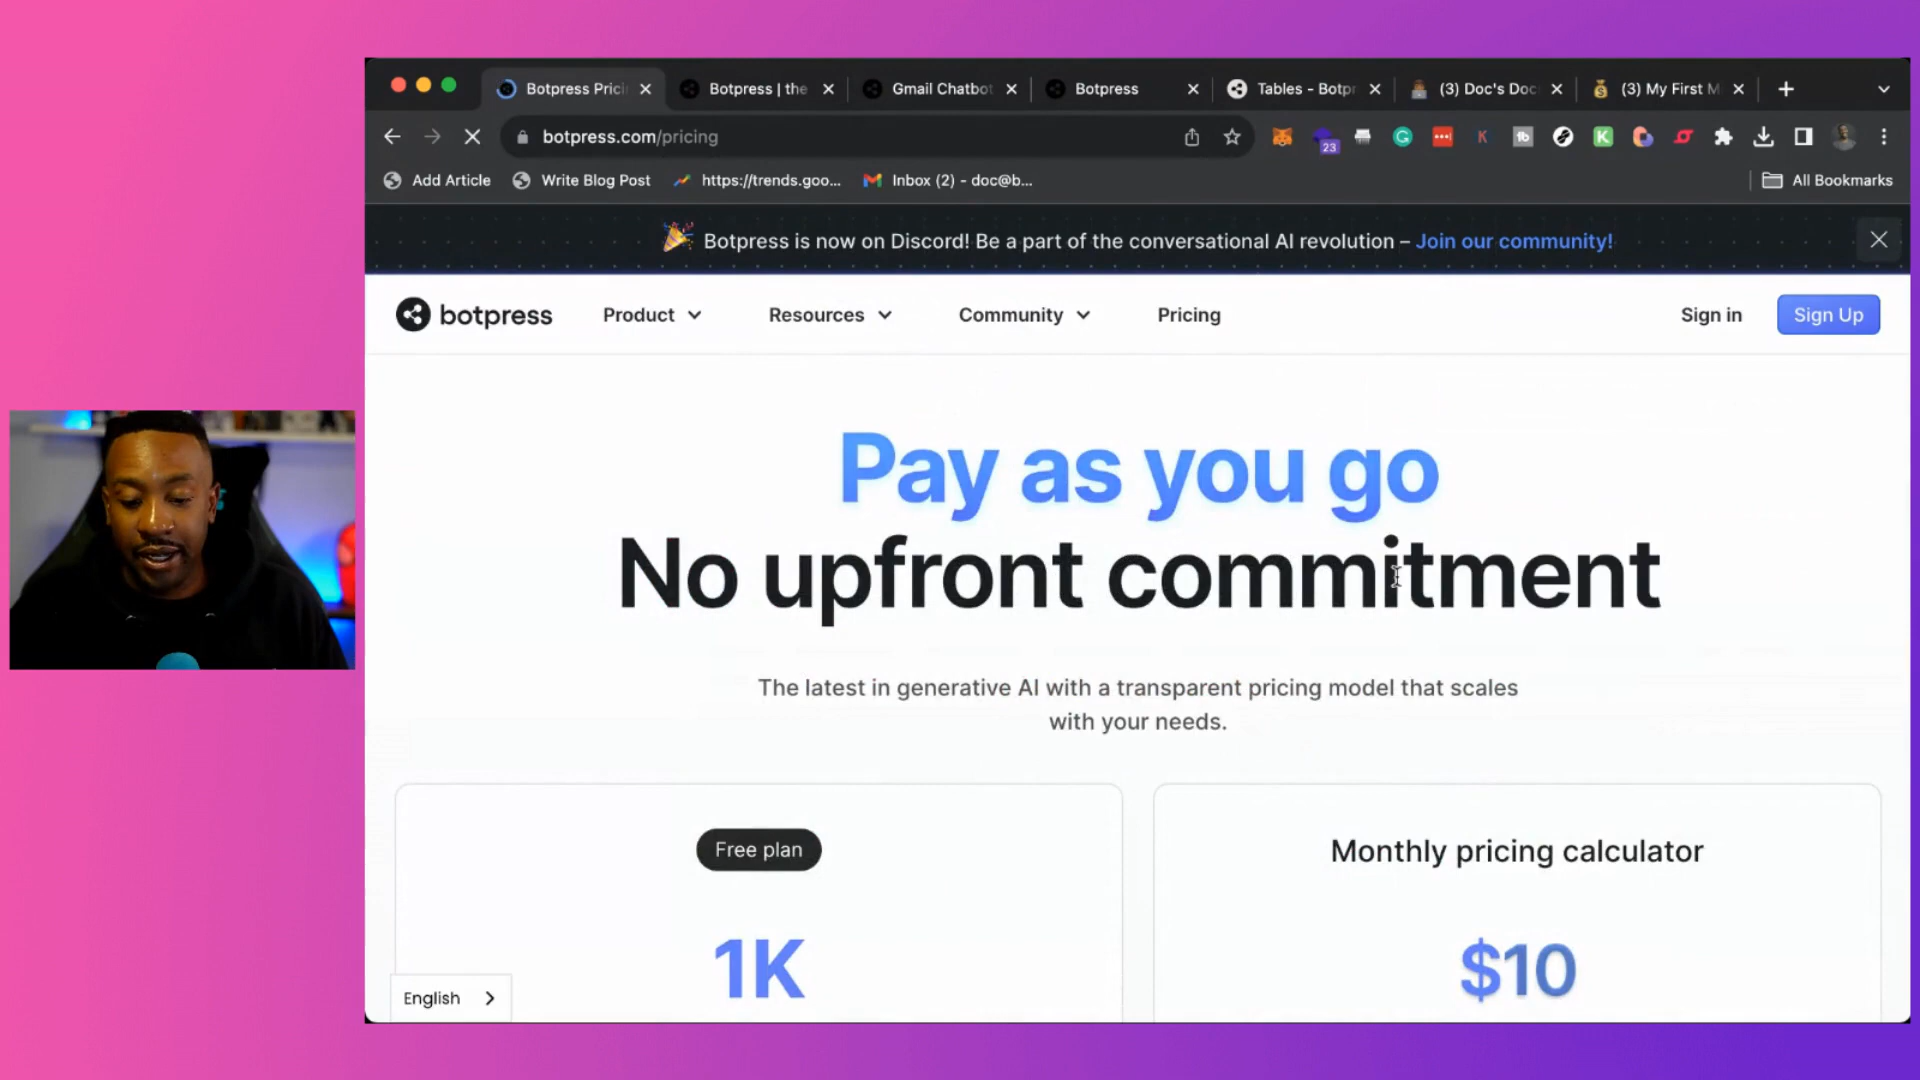 Botpress Prici
Botpress | the
Gmail Chatbot
Botpress
Tables - Botpr
(3) Doc's Doc
(3) My First M
botpress.com/pricing
23
Add Article
Write Blog Post
https://trends.goo...
Inbox (2) - doc@b...
All Bookmarks
Botpress is now on Discord! Be a part of the conversational AI revolution – Join our community!
botpress
Product
Resources
Community
Pricing
Sign in
Sign Up
Pay as you go
No upfront commitment
The latest in generative AI with a transparent pricing model that scales
with your needs.
Free plan
Monthly pricing calculator
1K
$10
English